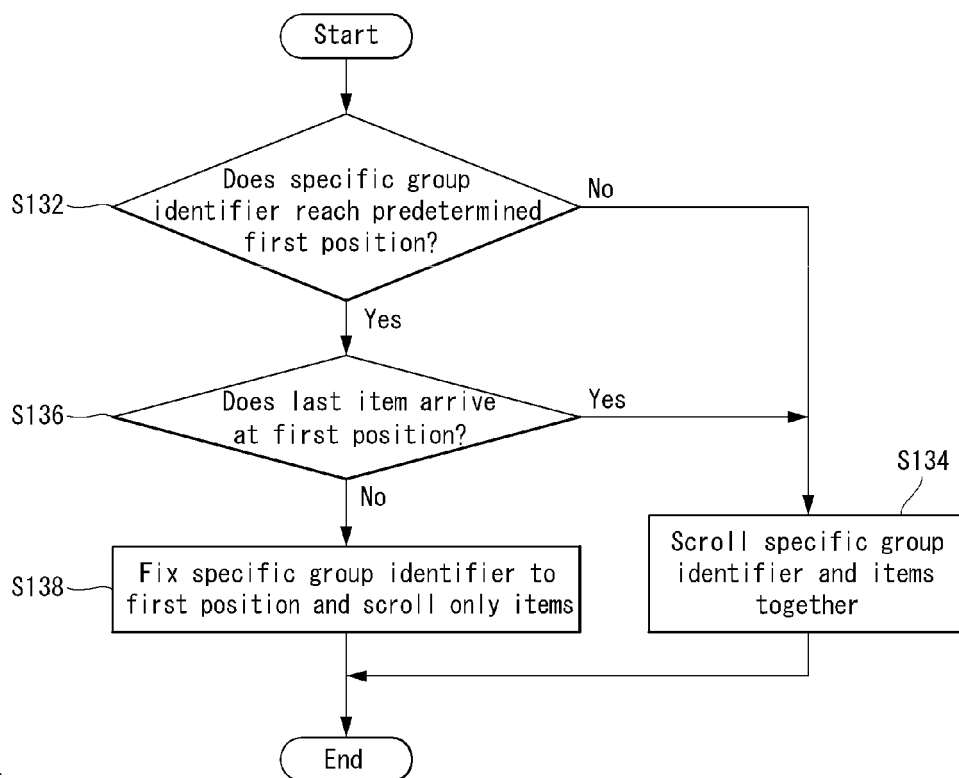 Start
Does specific group
identifier reach predetermined
first position?
S132
No
Yes
Does last item arrive
at first position?
S136
Yes
No
S134
Scroll specific group
identifier and items
together
Fix specific group identifier to
first position and scroll only items
S138
End